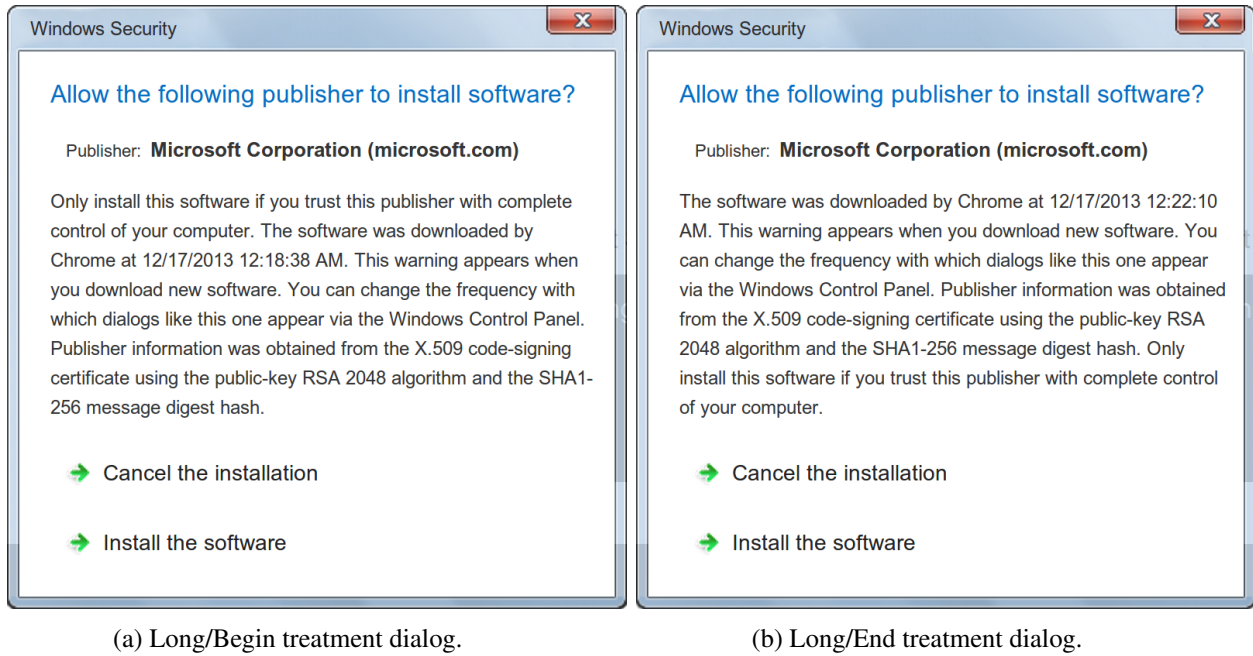 Windows Security
X
Allow the following publisher to install software?
Publisher: Microsoft Corporation (microsoft.com)
Only install this software if you trust this publisher with complete
control of your computer. The software was downloaded by
Chrome at 12/17/2013 12:18:38 AM. This warning appears when
you download new software. You can change the frequency with
which dialogs like this one appear via the Windows Control Panel.
Publisher information was obtained from the X.509 code-signing
certificate using the public-key RSA 2048 algorithm and the SHA1-
256 message digest hash.
Cancel the installation
Install the software
(a) Long/Begin treatment dialog.
Windows Security
X
Allow the following publisher to install software?
Publisher: Microsoft Corporation (microsoft.com)
The software was downloaded by Chrome at 12/17/2013 12:22:10
AM. This warning appears when you download new software. You
can change the frequency with which dialogs like this one appear
via the Windows Control Panel. Publisher information was obtained
from the X.509 code-signing certificate using the public-key RSA
2048 algorithm and the SHA1-256 message digest hash. Only
install this software if you trust this publisher with complete control
of your computer.
Cancel the installation
Install the software
(b) Long/End treatment dialog.